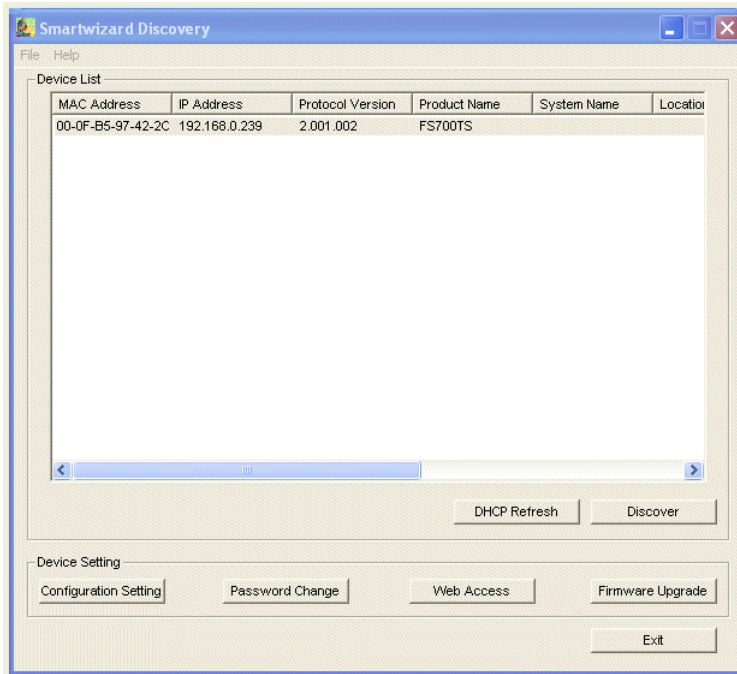 Smartwizard Discovery
File Help
Device List
MAC Address IP Address Protocol Version Product Name System Name Location
00-0F-B5-97-42-2C 192.168.0.239 2.001.002 FS700TS
DHCP Refresh Discover
Device Setting
Configuration Setting Password Change Web Access Firmware Upgrade
Exit